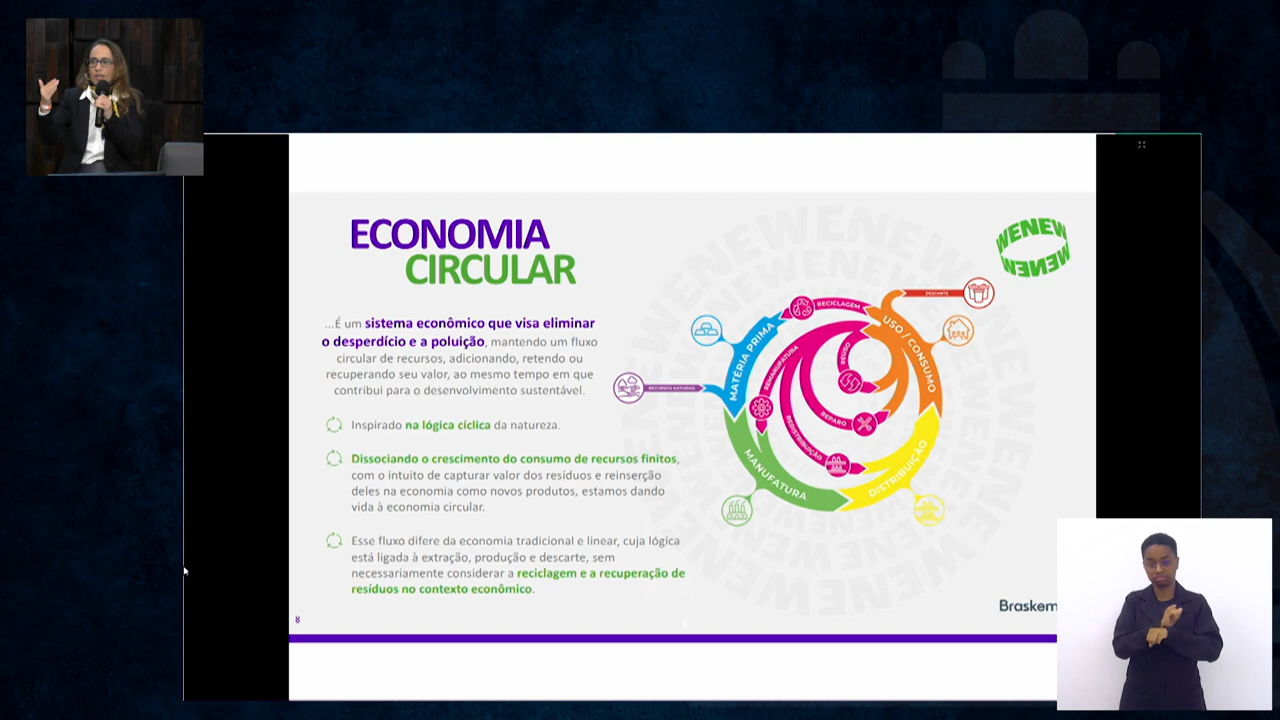 ECONOMIA
CIRCULAR
WENEW
WENEW
...É um sistema econômico que visa eliminar
o desperdício e a poluição, mantendo um fluxo
circular de recursos, adicionando, retendo ou
recuperando seu valor, ao mesmo tempo em que
contribui para o desenvolvimento sustentável.
Inspirado na lógica cíclica da natureza.
Dissociando o crescimento do consumo de recursos finitos,
com o intuito de capturar valor dos resíduos e reinserção
deles na economia como novos produtos, estamos dando
vida à economia circular.
Esse fluxo difere da economia tradicional e linear, cuja lógica
está ligada à extração, produção e descarte, sem
necessariamente considerar a reciclagem e a recuperação de
resíduos no contexto econômico.
DESCARTE
RECICLAGEM
USO / CONSUMO
MATÉRIA PRIMA
REMANUFATURA
REUSO
RECURSOS NATURAIS
REPARO
REDISTRIBUIÇÃO
MANUFATURA
DISTRIBUIÇÃO
Braskem
8